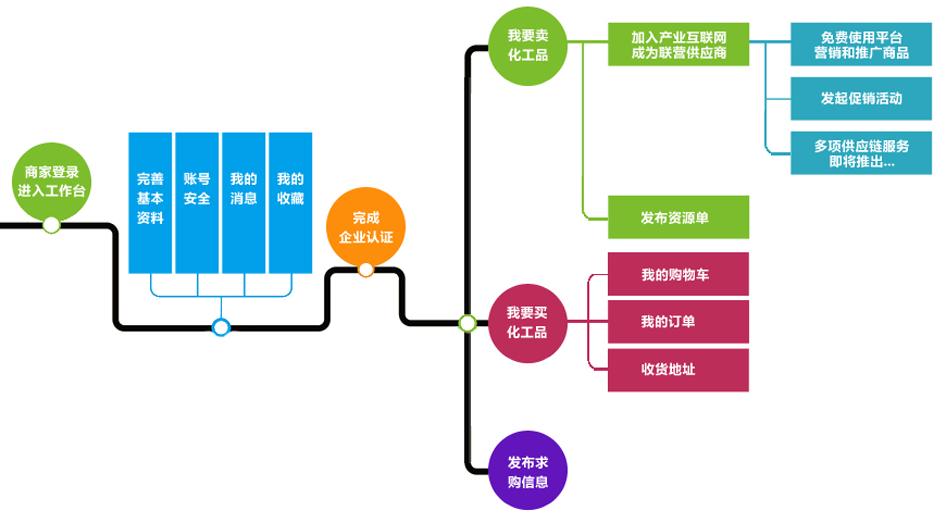 商家登录
进入工作台
完善
基本
资料
账号
安全
我的
消息
我的
收藏
完成
企业认证
我要卖
化工品
加入产业互联网
成为联营供应商
免费使用平台
营销和推广商品
发起促销活动
多项供应链服务
即将推出...
发布资源单
我要买
化工品
我的购物车
我的订单
收货地址
发布求
购信息